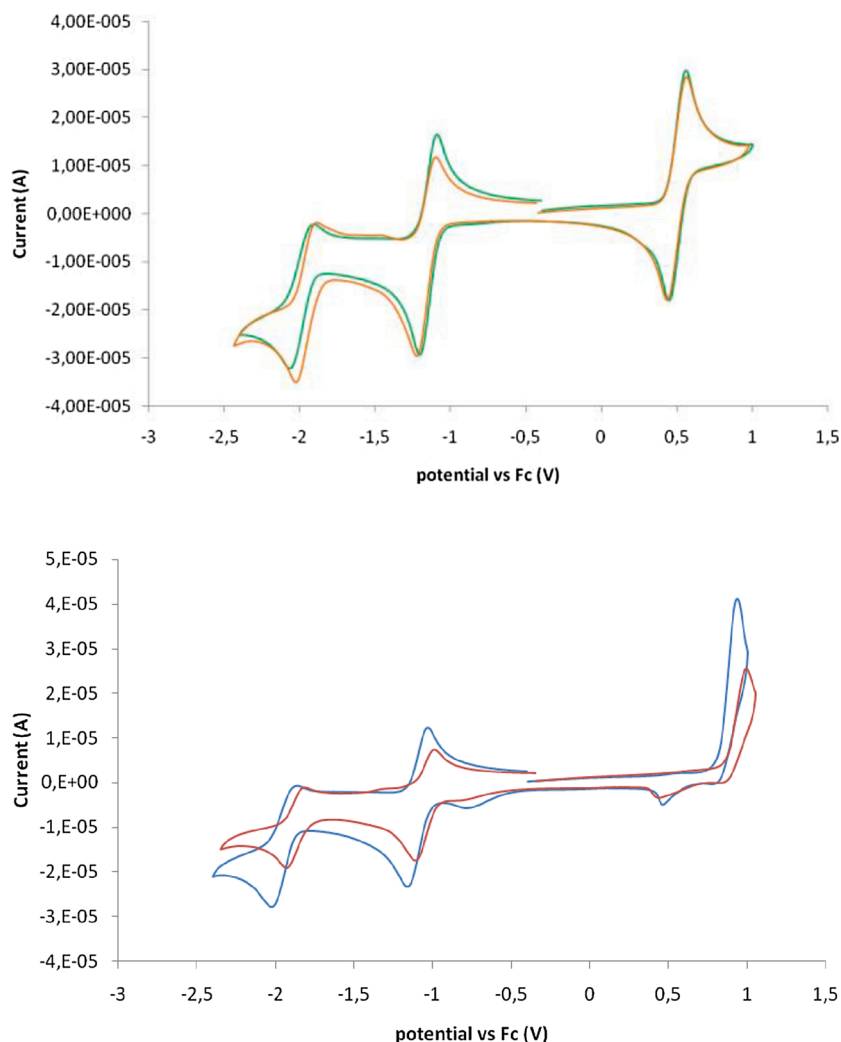 4,00E-005
3,00E-005
2,00E-005
1,00E-005
0,00E+000
-1,00E-005
-2,00E-005
-3,00E-005
-4,00E-005
Current (A)
-3 -2,5 -2 -1,5 -1 -0,5 0 0,5 1 1,5
potential vs Fc (V)
5,E-05
4,E-05
3,E-05
2,E-05
1,E-05
0,E+00
-1,E-05
-2,E-05
-3,E-05
-4,E-05
Current (A)
-3 -2,5 -2 -1,5 -1 -0,5 0 0,5 1 1,5
potential vs Fc (V)